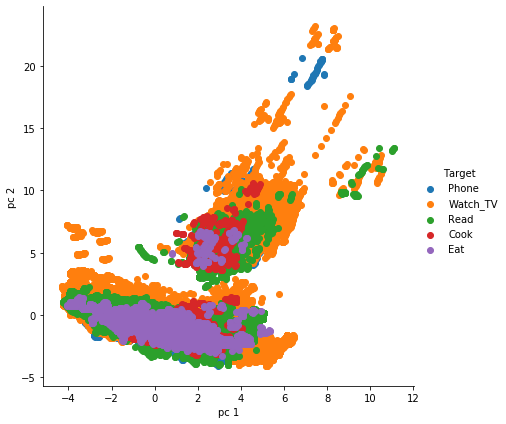 20
15
10
5
0
−5
pc 2
−4
−2
0
2
4
6
8
10
12
pc 1
Target
Phone
Watch_TV
Read
Cook
Eat